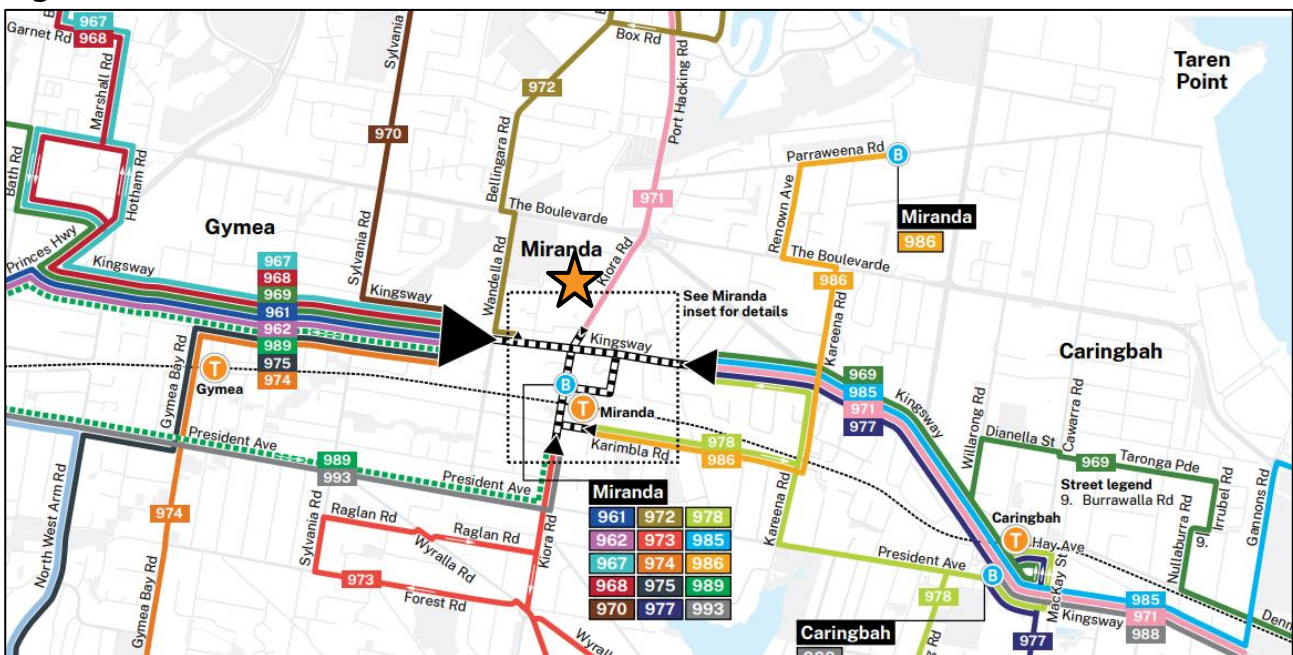 Garnet Rd
967
968
Marshall Rd
Bath Rd
Hotham Rd
Princes Hwy
Kingsway
Gymea
967
968
969
961
962
989
975
974
Sylvania
970
Sylvania Rd
Kingsway
972
Bellingara Rd
The Boulevarde
Wandella Rd
Box Rd
Port Hacking Rd
971
Kiora Rd
Miranda
Kingsway
See Miranda
inset for details
B
T
Miranda
Karimbla Rd
978
986
Parraweena Rd
B
Miranda
986
Renown Ave
The Boulevarde
986
Kareena Rd
Taren
Point
Caringbah
969
985
971
977
Kingsway
Willarong Rd
Dianella St
Cawarra Rd
969
Taronga Pde
Street legend
9. Burrawalla Rd
Irrubel Rd
9.
Nullaburra Rd
Gannons Rd
Caringbah
T
Hay Ave
MacKay St
B
President Ave
978
Kareena Rd
985
971
988
Kingsway
977
Caringbah
T
Gymea
Gymea Bay Rd
President Ave
989
993
President Ave
974
North West Arm Rd
Gymea Bay Rd
Sylvania Rd
Raglan Rd
Raglan Rd
Wyralla Rd
973
Forest Rd
Kiora Rd
Wyralla
Miranda
961 972 978
962 973 985
967 974 986
968 975 989
970 977 993